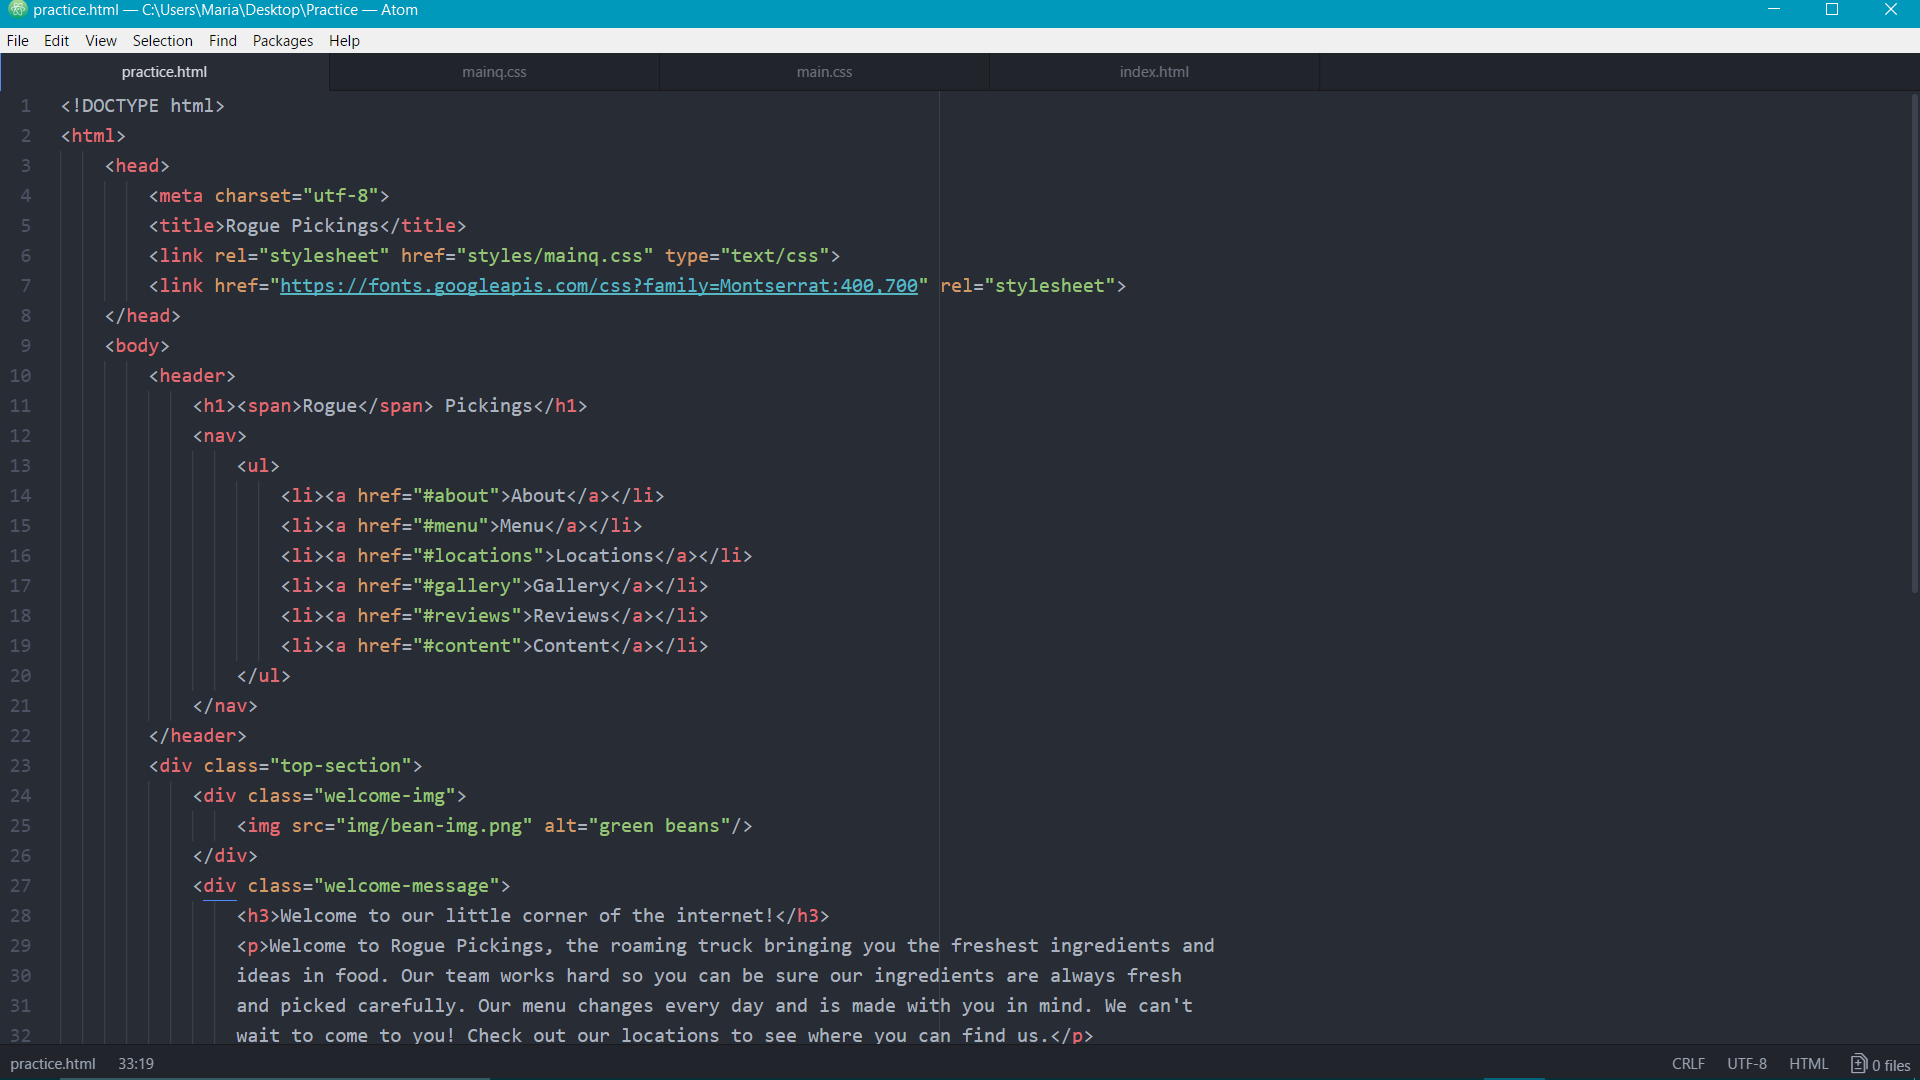 practice.html — C:\Users\Maria\Desktop\Practice — Atom
File Edit View Selection Find Packages Help
practice.html mainq.css main.css index.html
1 <!DOCTYPE html>
2 <html>
3 <head>
4 <meta charset="utf-8">
5 <title>Rogue Pickings</title>
6 <link rel="stylesheet" href="styles/mainq.css" type="text/css">
7 <link href="https://fonts.googleapis.com/css?family=Montserrat:400,700" rel="stylesheet">
8 </head>
9 <body>
10 <header>
11 <h1><span>Rogue</span> Pickings</h1>
12 <nav>
13 <ul>
14 <li><a href="#about">About</a></li>
15 <li><a href="#menu">Menu</a></li>
16 <li><a href="#locations">Locations</a></li>
17 <li><a href="#gallery">Gallery</a></li>
18 <li><a href="#reviews">Reviews</a></li>
19 <li><a href="#content">Content</a></li>
20 </ul>
21 </nav>
22 </header>
23 <div class="top-section">
24 <div class="welcome-img">
25 <img src="img/bean-img.png" alt="green beans"/>
26 </div>
27 <div class="welcome-message">
28 <h3>Welcome to our little corner of the internet!</h3>
29 <p>Welcome to Rogue Pickings, the roaming truck bringing you the freshest ingredients and
30 ideas in food. Our team works hard so you can be sure our ingredients are always fresh
31 and picked carefully. Our menu changes every day and is made with you in mind. We can't
32 wait to come to you! Check out our locations to see where you can find us.</p>
practice.html 33:19 CRLF UTF-8 HTML 0 files